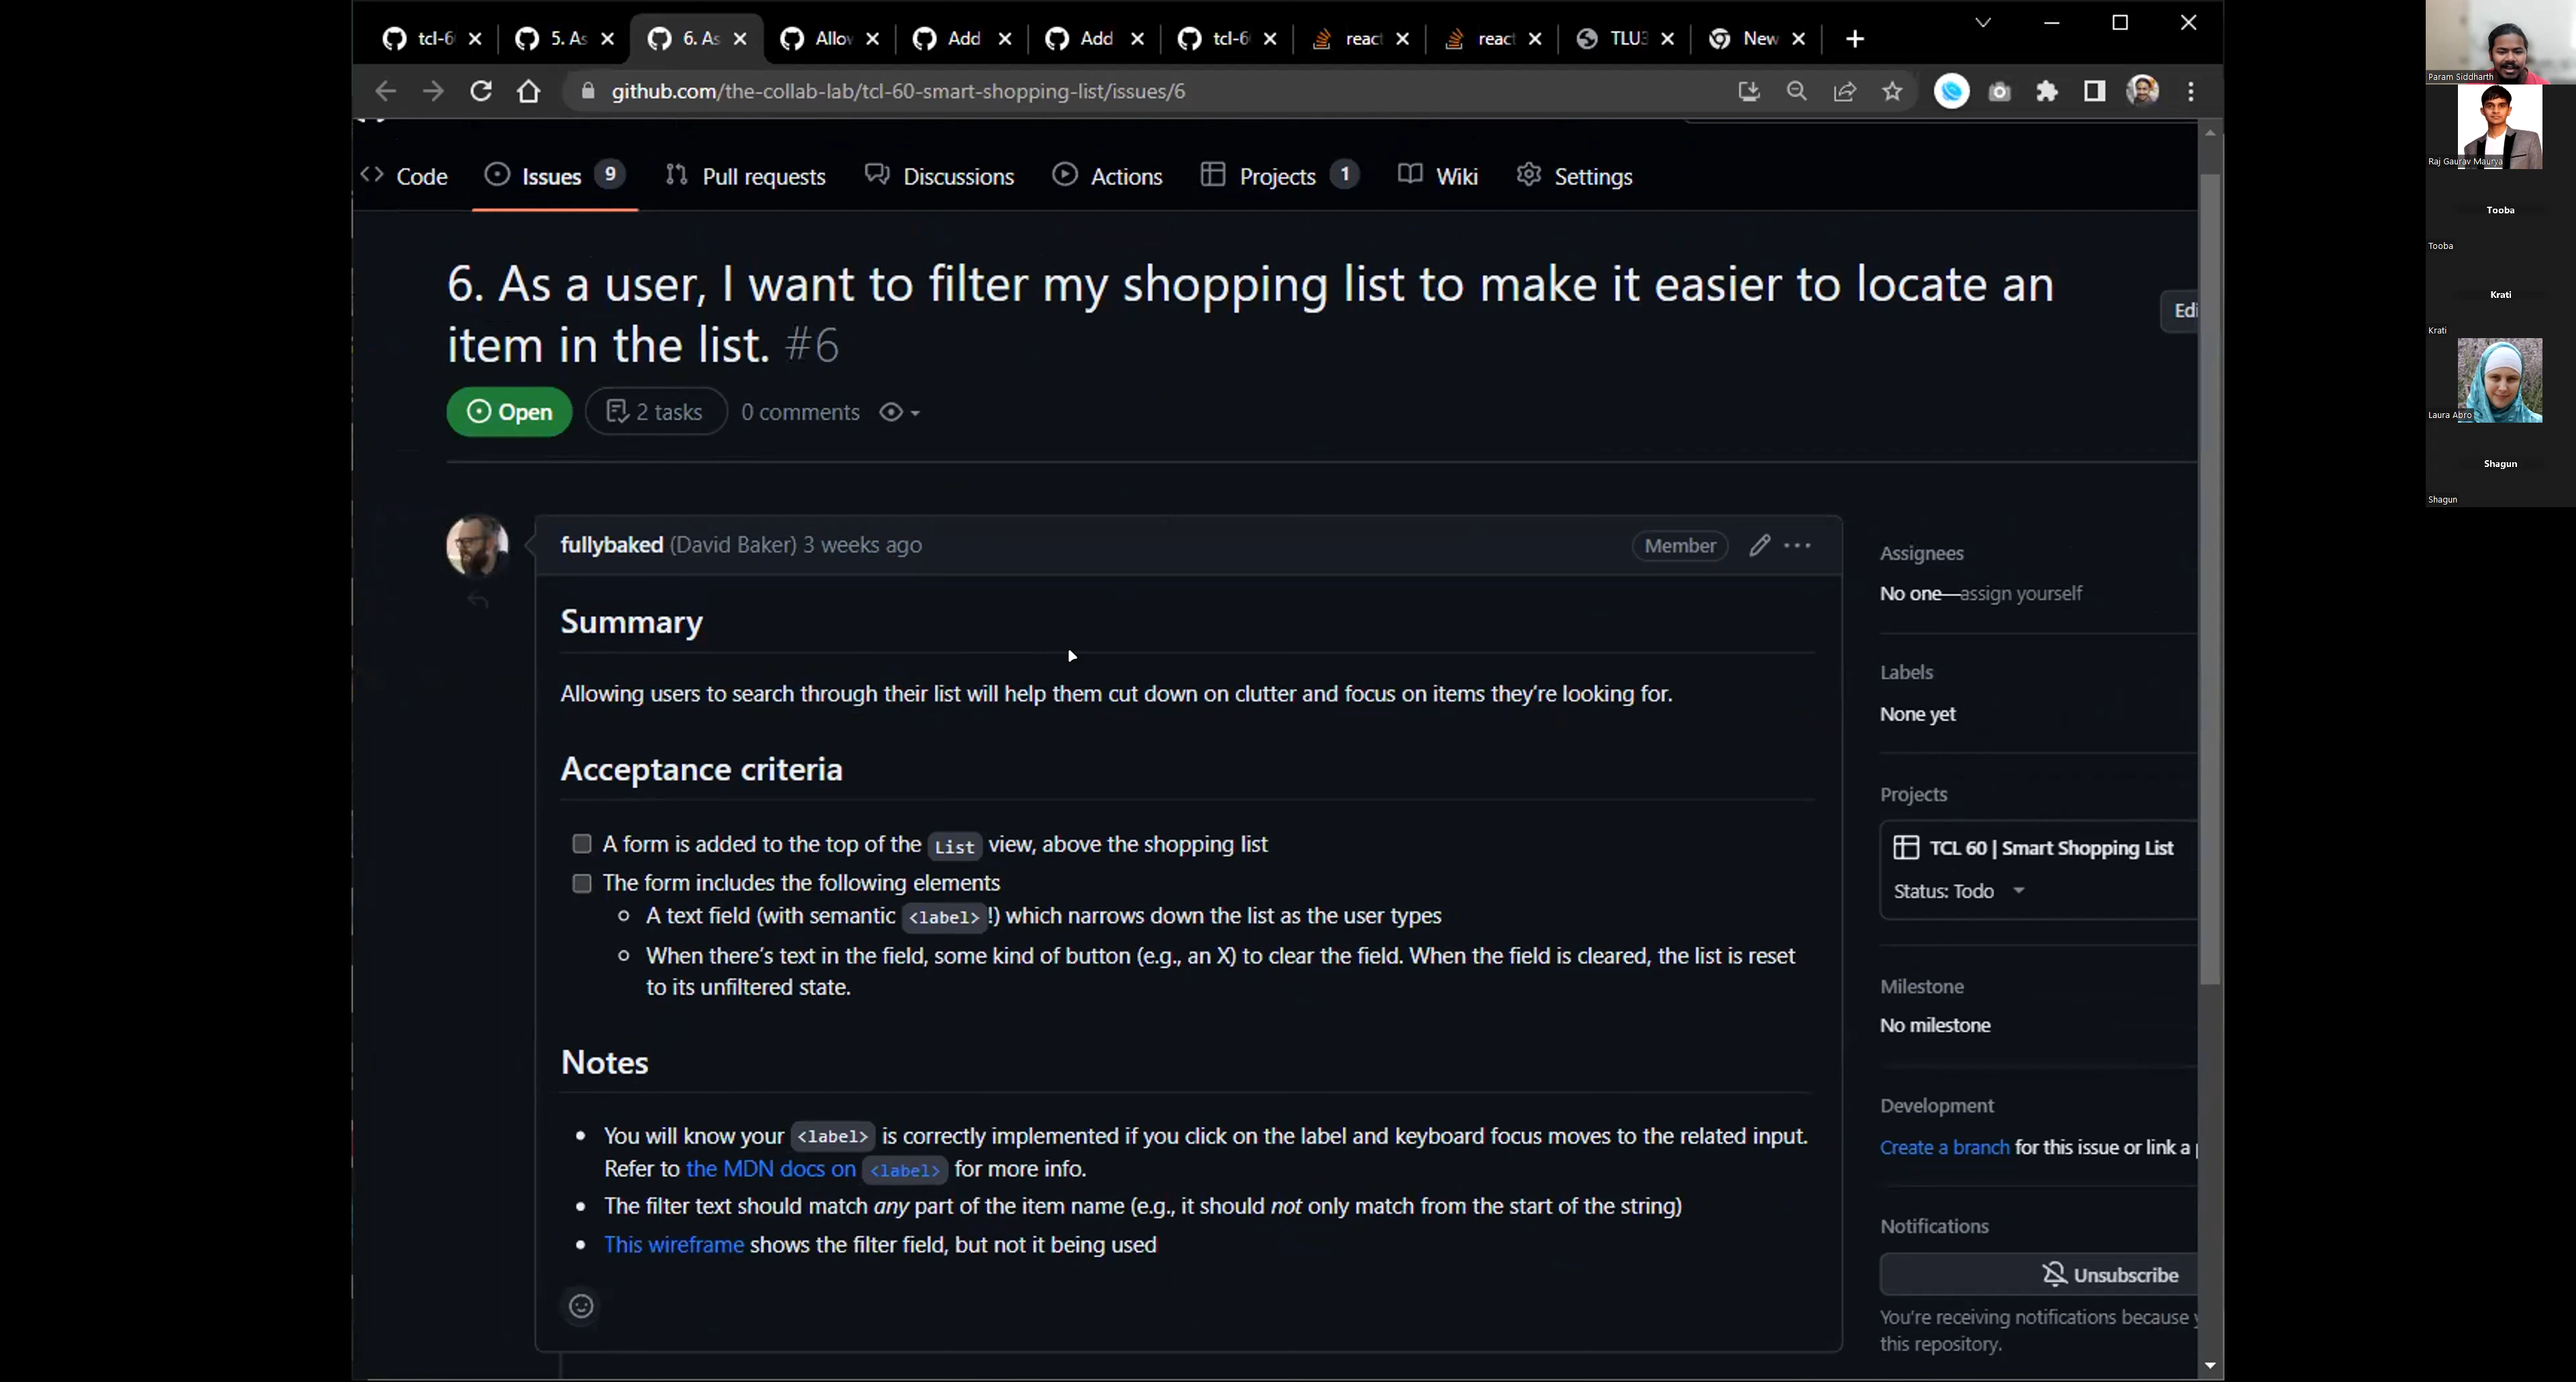 tcl-6
5. As
6. As
Allov
Add
Add
tcl-6
react
react
TLU3
New
github.com/the-collab-lab/tcl-60-smart-shopping-list/issues/6
Code
Issues 9
Pull requests
Discussions
Actions
Projects 1
Wiki
Settings
6. As a user, I want to filter my shopping list to make it easier to locate an
item in the list. #6
Edi
Open
2 tasks
0 comments
fullybaked (David Baker) 3 weeks ago
Member
Summary
Allowing users to search through their list will help them cut down on clutter and focus on items they're looking for.
Acceptance criteria
A form is added to the top of the List view, above the shopping list
The form includes the following elements
A text field (with semantic <label>!) which narrows down the list as the user types
When there's text in the field, some kind of button (e.g., an X) to clear the field. When the field is cleared, the list is reset
to its unfiltered state.
Notes
You will know your <label> is correctly implemented if you click on the label and keyboard focus moves to the related input.
Refer to the MDN docs on <label> for more info.
The filter text should match any part of the item name (e.g., it should not only match from the start of the string)
This wireframe shows the filter field, but not it being used
Assignees
No one—assign yourself
Labels
None yet
Projects
TCL 60 | Smart Shopping List
Status: Todo
Milestone
No milestone
Development
Create a branch for this issue or link a p
Notifications
Unsubscribe
You're receiving notifications because y
this repository.
Param Siddharth
Raj Gaurav Maurya
Tooba
Tooba
Krati
Krati
Laura Abro
Shagun
Shagun